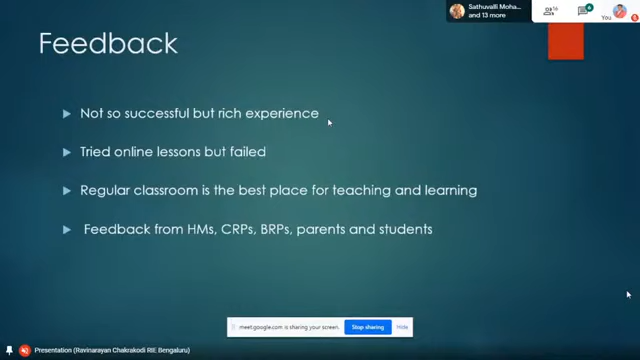 Sathuvalli Moha...
and 13 more
16
6
You
Feedback
Not so successful but rich experience
Tried online lessons but failed
Regular classroom is the best place for teaching and learning
Feedback from HMs, CRPs, BRPs, parents and students
meet.google.com is sharing your screen.
Stop sharing
Hide
Presentation (Ravinarayan Chakrakodi RIE Bengaluru)